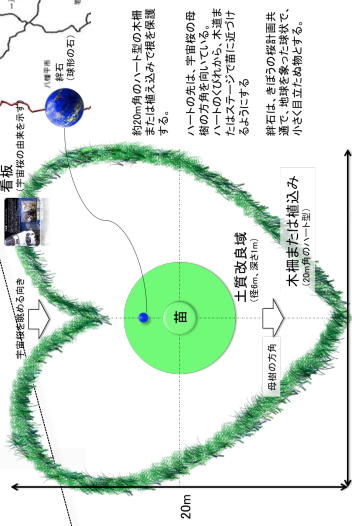 看板
(宇宙桜の由来を示す)
八幡平市
絆石
(球形の石)
約20m角のハート型の木柵
または植え込みで根を保護
する。
ハートの先は、宇宙桜の母
樹の方角を向いている。
ハートのくびれから、木道ま
たはステージで苗に近づけ
るようにする
絆石は、きぼうの桜計画共
通で、地球を象った球状で、
小さく目立たぬ物とする。
宇宙桜を眺める向き
苗
土質改良域
(径6m、深さ1m)
木柵または植込み
(20m角のハート型)
母樹の方角
20m